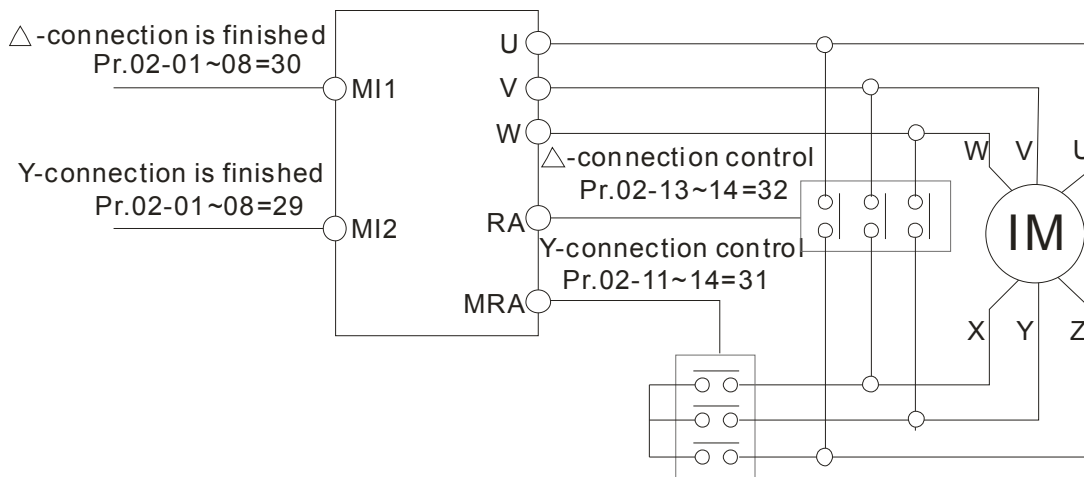 △-connection is finished
Pr.02-01~08=30
MI1
Y-connection is finished
Pr.02-01~08=29
MI2
U
V
W
RA
MRA
△-connection control
Pr.02-13~14=32
Y-connection control
Pr.02-11~14=31
W V U
IM
X Y Z